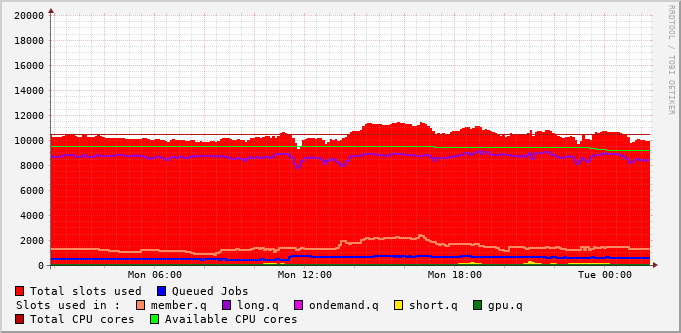 20000
18000
16000
14000
12000
10000
8000
6000
4000
2000
0
Mon 06:00 Mon 12:00 Mon 18:00 Tue 00:00
Total slots used Queued Jobs
Slots used in : member.q long.q ondemand.q short.q gpu.q
Total CPU cores Available CPU cores
RRDTOOL / TOBI OETIKER